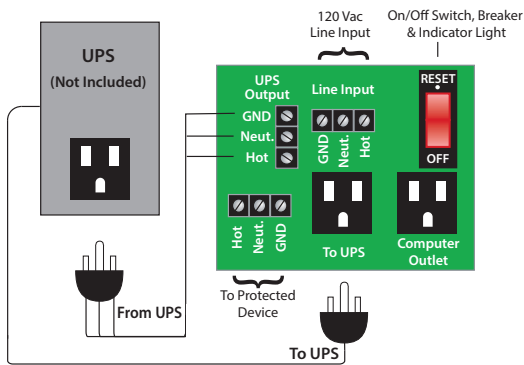 120 Vac
Line Input
On/Off Switch, Breaker
& Indicator Light
UPS
(Not Included)
UPS
Output
GND
Neut.
Hot
Line Input
GND
Neut.
Hot
RESET
OFF
Hot
Neut.
GND
To UPS
Computer
Outlet
To Protected
Device
From UPS
To UPS